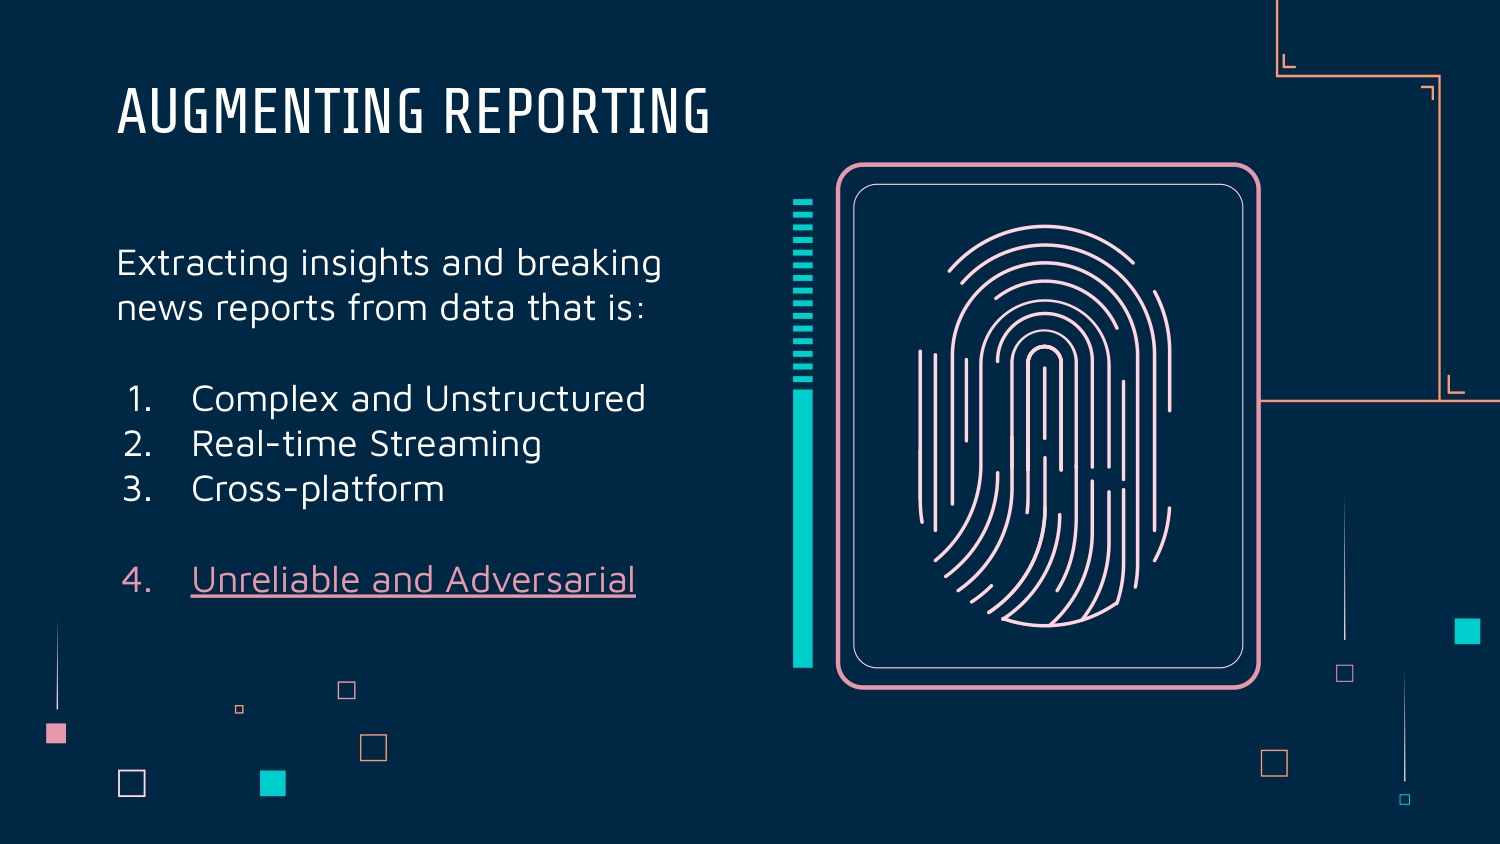 AUGMENTING REPORTING
Extracting insights and breaking
news reports from data that is:
1. Complex and Unstructured
2. Real-time Streaming
3. Cross-platform
4. Unreliable and Adversarial